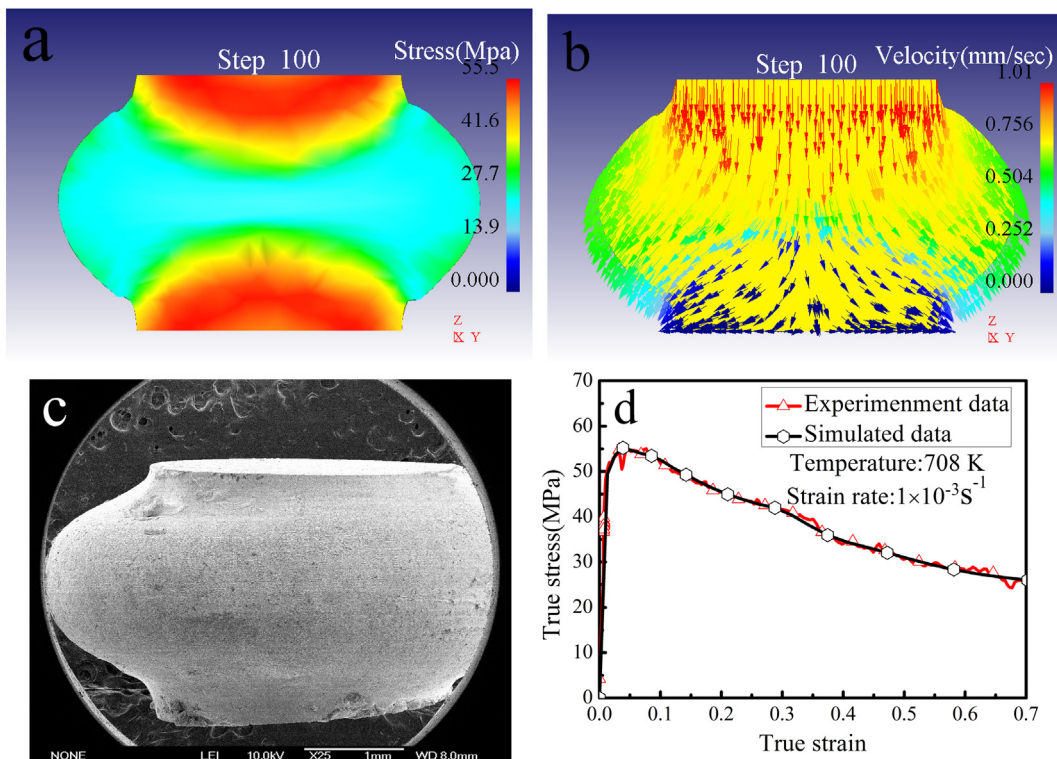 a
Step 100
Stress(Mpa)
55.5
41.6
27.7
13.9
0.000
Z
X Y
b
Step 100
Velocity(mm/sec)
1.01
0.756
0.504
0.252
0.000
Z
X Y
c
NONE LEI 10.0kV X25 1mm WD 8.0mm
d
Experimenment data
Simulated data
Temperature:708 K
Strain rate:1×10⁻³s⁻¹
True stress(MPa)
70
60
50
40
30
20
10
0
0.0 0.1 0.2 0.3 0.4 0.5 0.6 0.7
True strain